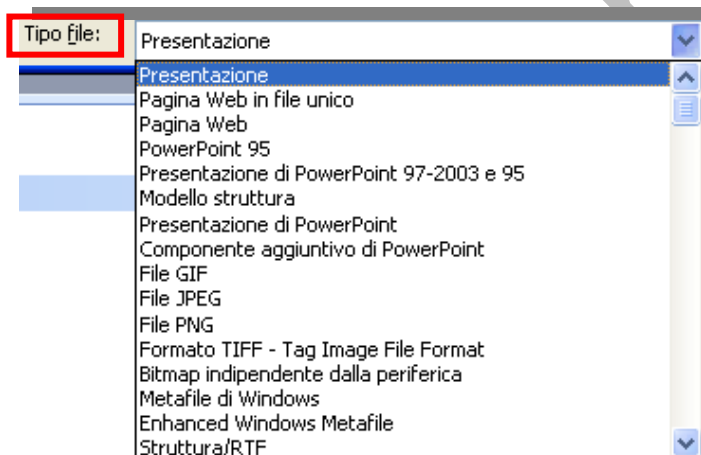 Tipo file:
Presentazione
Presentazione
Pagina Web in file unico
Pagina Web
PowerPoint 95
Presentazione di PowerPoint 97-2003 e 95
Modello struttura
Presentazione di PowerPoint
Componente aggiuntivo di PowerPoint
File GIF
File JPEG
File PNG
Formato TIFF - Tag Image File Format
Bitmap indipendente dalla periferica
Metafile di Windows
Enhanced Windows Metafile
Struttura/RTF